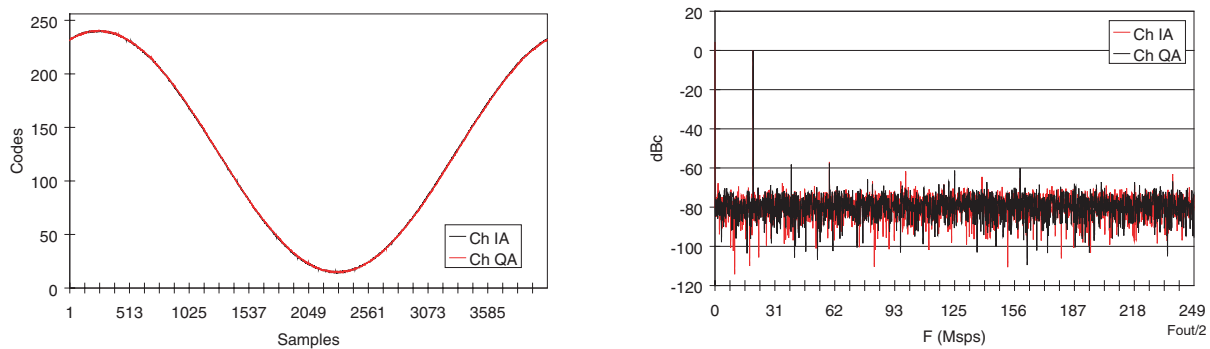 250
200
150
100
50
0
Codes
Ch IA
Ch QA
1 513 1025 1537 2049 2561 3073 3585
Samples
20
0
-20
-40
-60
-80
-100
-120
dBc
Ch IA
Ch QA
0 31 62 93 125 156 187 218 249
F (Msps)
Fout/2